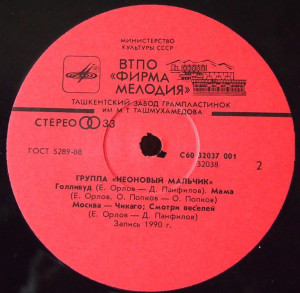 МИНИСТЕРСТВО
КУЛЬТУРЫ СССР
ВТПО
«ФИРМА
МЕЛОДИЯ»
ТАШКЕНТСКИЙ ЗАВОД ГРАМПЛАСТИНОК
ИМ М Т ТАШМУХАМЕДОВА
СТЕРЕО 33
ГОСТ 5289-88
С60 32037 001
32038
2
ГРУППА «НЕОНОВЫЙ МАЛЬЧИК»
Голливуд (Е. Орлов — Д. Панфилов). Мама
(Е. Орлов, О. Попков — О. Попков)
Москва — Чикаго; Смотри веселей
(Е. Орлов — Д. Панфилов)
Запись 1990 г.